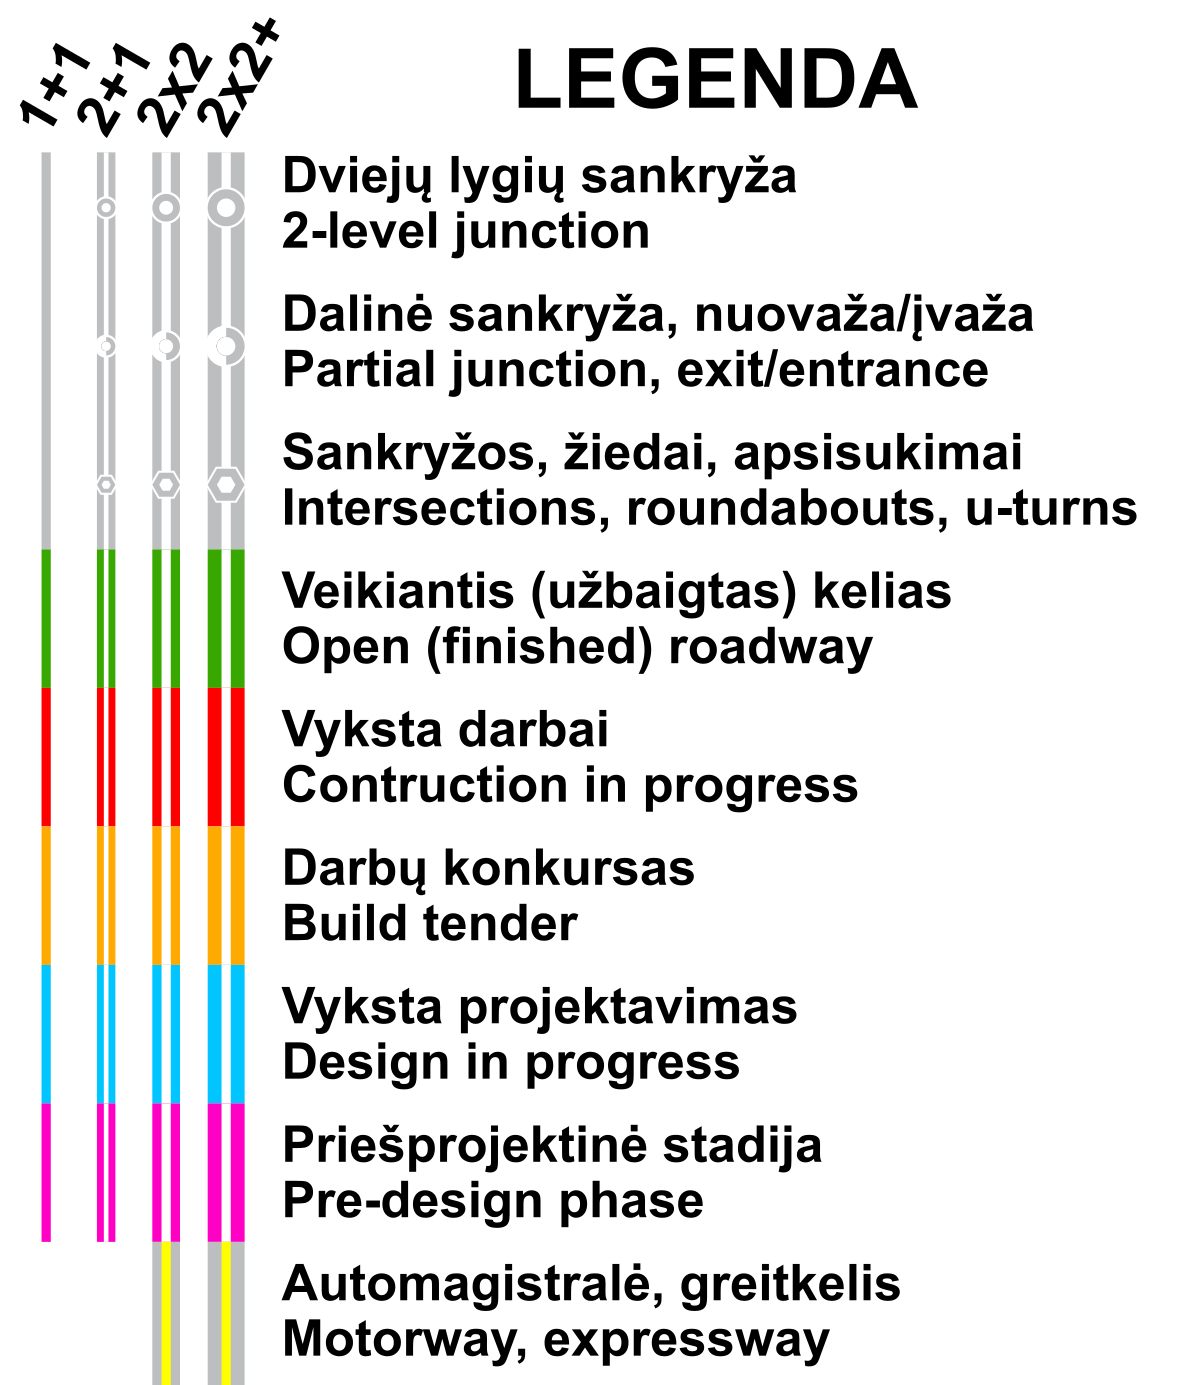 1+1 2+1 2x2 2x2+
LEGENDA
Dviejų lygių sankryža
2-level junction
Dalinė sankryža, nuovaža/įvaža
Partial junction, exit/entrance
Sankryžos, žiedai, apsisukimai
Intersections, roundabouts, u-turns
Veikiantis (užbaigtas) kelias
Open (finished) roadway
Vyksta darbai
Contruction in progress
Darbų konkursas
Build tender
Vyksta projektavimas
Design in progress
Priešprojektinė stadija
Pre-design phase
Automagistralė, greitkelis
Motorway, expressway